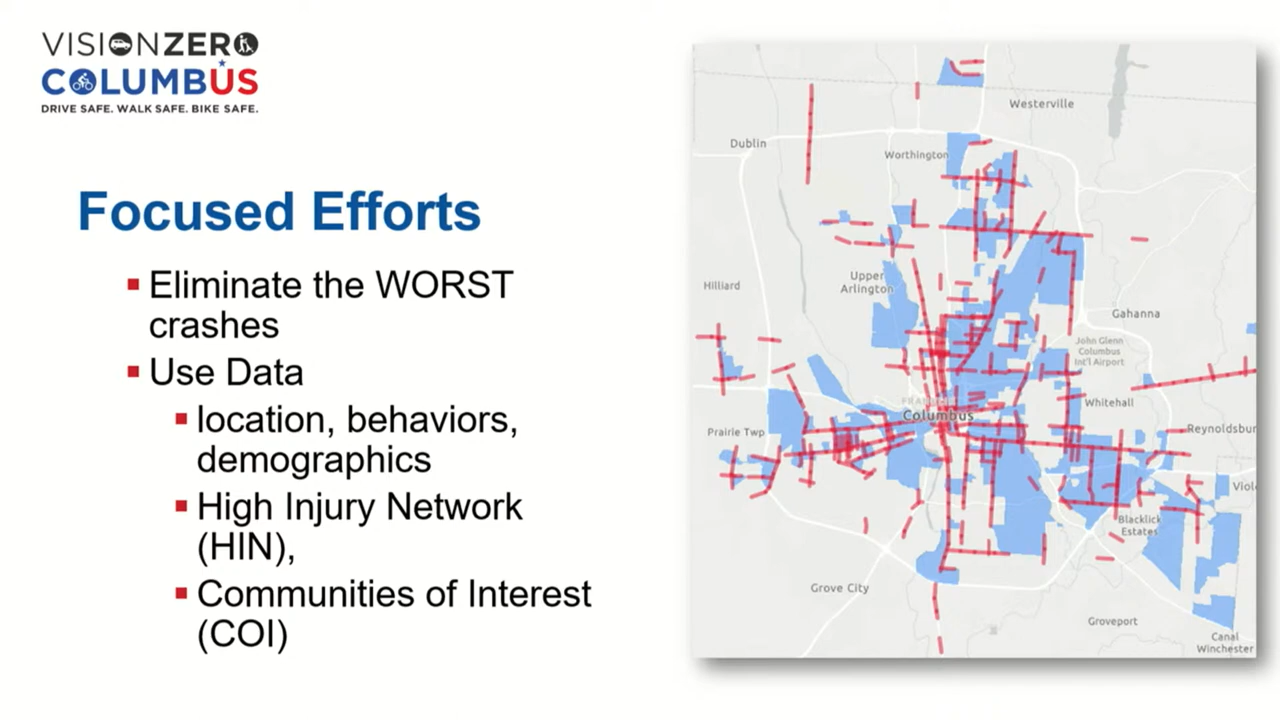 VISIONZERO
COLUMBUS
DRIVE SAFE. WALK SAFE. BIKE SAFE.
Focused Efforts
Eliminate the WORST
crashes
Use Data
location, behaviors,
demographics
High Injury Network
(HIN),
Communities of Interest
(COI)
Westerville
Dublin
Worthington
Upper
Arlington
Hilliard
Gahanna
John Glenn
Columbus
Int'l Airport
Columbus
Whitehall
Prairie Twp
Reynoldsbur
Viol
Blacklick
Estates
Grove City
Groveport
Canal
Winchester